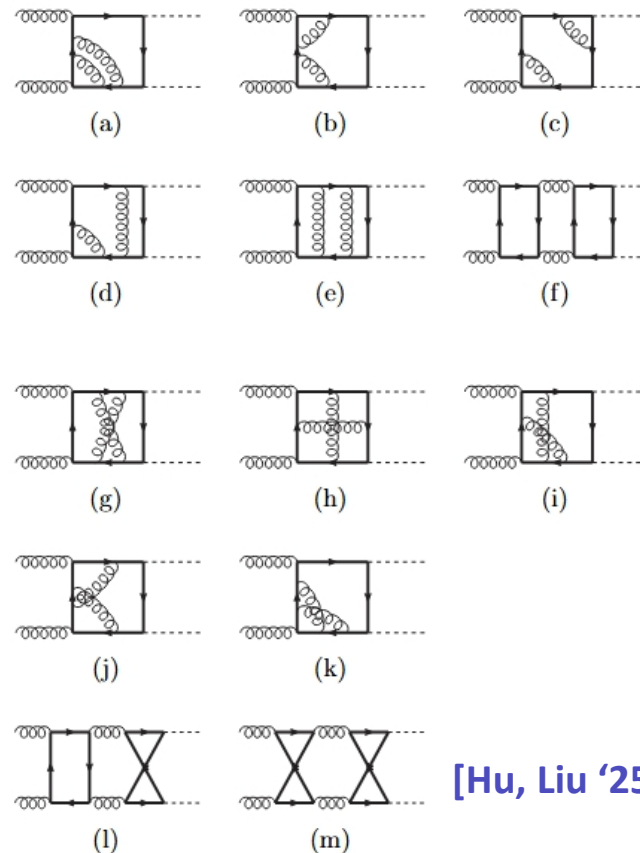 (a) (b) (c)
(d) (e) (f)
(g) (h) (i)
(j) (k)
[Hu, Liu ‘25
(l) (m)